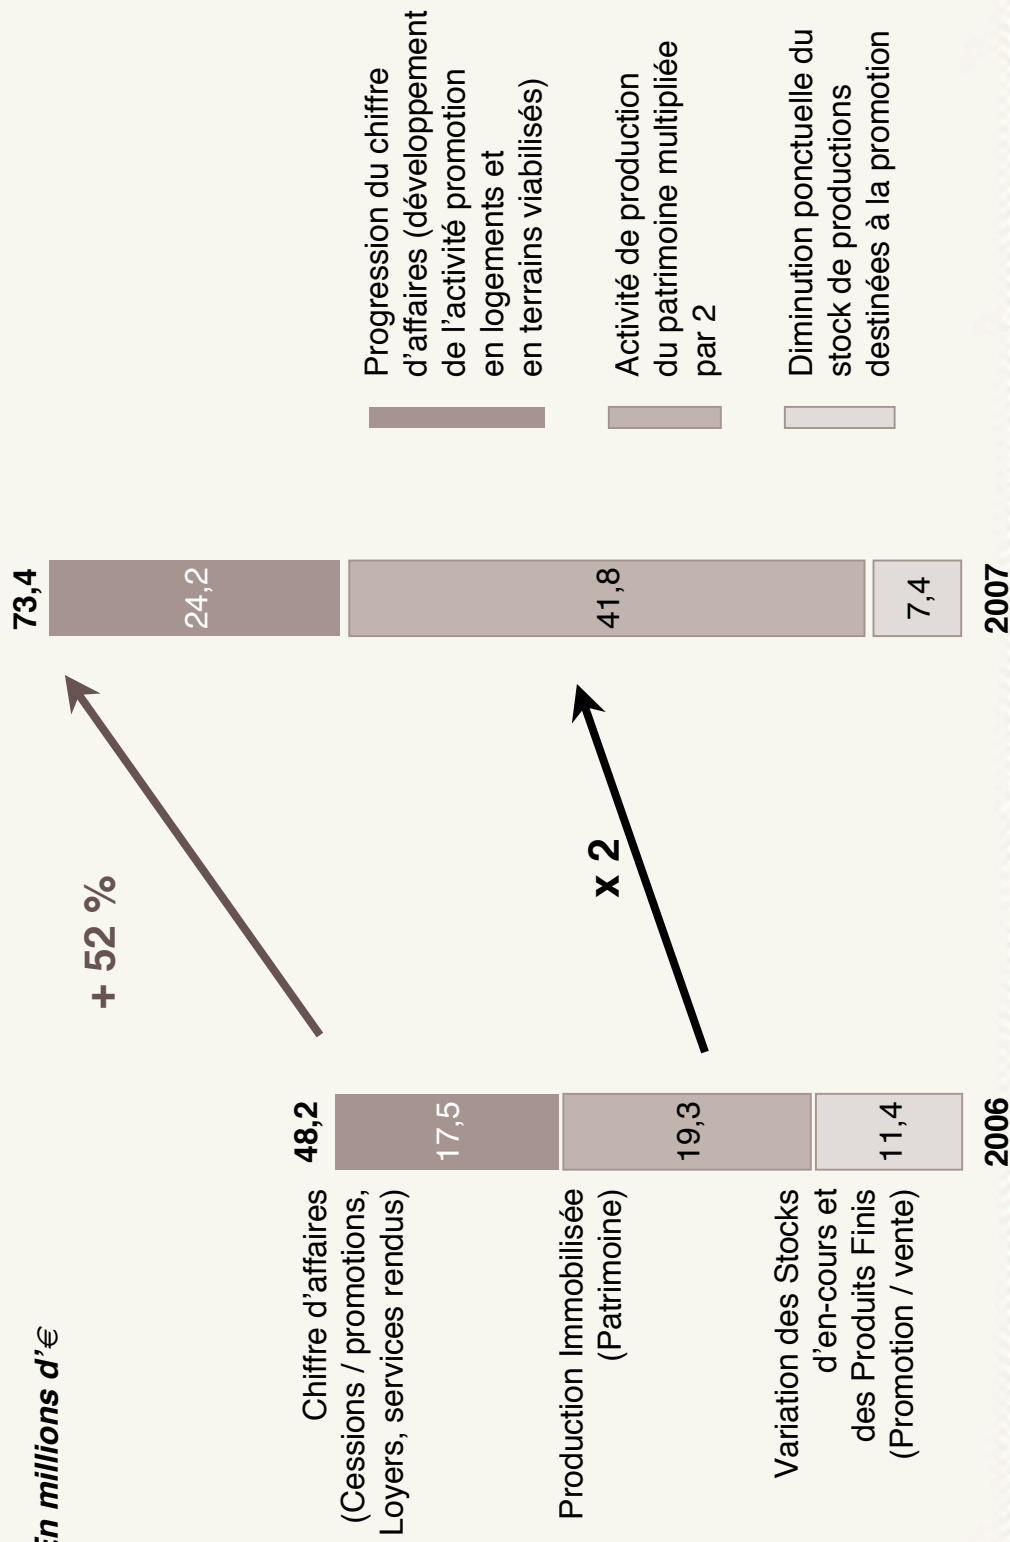 En millions d'€
+ 52 %
x 2
48,2
17,5
19,3
11,4
2006
73,4
24,2
41,8
7,4
2007
Chiffre d'affaires
(Cessions / promotions,
Loyers, services rendus)
Production Immobilisée
(Patrimoine)
Variation des Stocks
d'en-cours et
des Produits Finis
(Promotion / vente)
Progression du chiffre
d'affaires (développement
de l'activité promotion
en logements et
en terrains viabilisés)
Activité de production
du patrimoine multipliée
par 2
Diminution ponctuelle du
stock de productions
destinées à la promotion